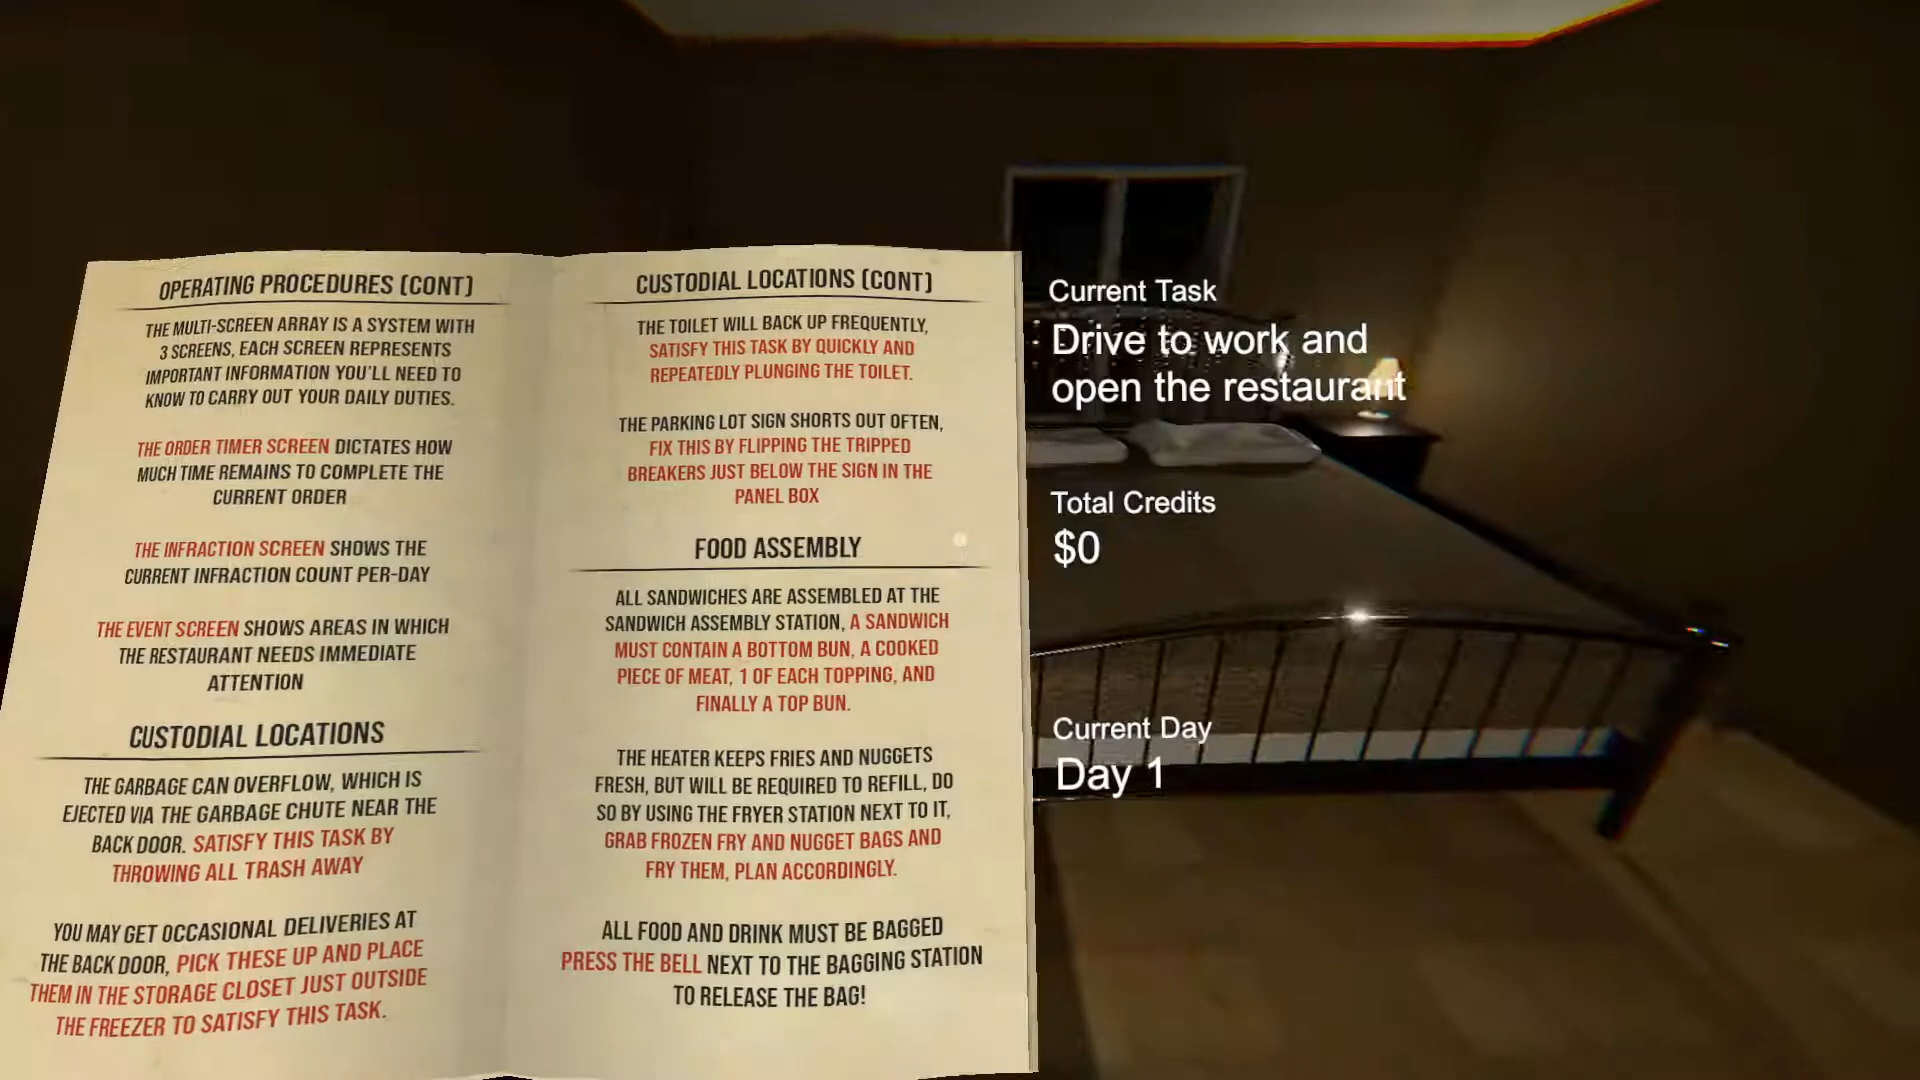 OPERATING PROCEDURES (CONT)
THE MULTI-SCREEN ARRAY IS A SYSTEM WITH
3 SCREENS, EACH SCREEN REPRESENTS
IMPORTANT INFORMATION YOU'LL NEED TO
KNOW TO CARRY OUT YOUR DAILY DUTIES.
THE ORDER TIMER SCREEN DICTATES HOW
MUCH TIME REMAINS TO COMPLETE THE
CURRENT ORDER
THE INFRACTION SCREEN SHOWS THE
CURRENT INFRACTION COUNT PER-DAY
THE EVENT SCREEN SHOWS AREAS IN WHICH
THE RESTAURANT NEEDS IMMEDIATE
ATTENTION
CUSTODIAL LOCATIONS
THE GARBAGE CAN OVERFLOW, WHICH IS
EJECTED VIA THE GARBAGE CHUTE NEAR THE
BACK DOOR. SATISFY THIS TASK BY
THROWING ALL TRASH AWAY
YOU MAY GET OCCASIONAL DELIVERIES AT
THE BACK DOOR, PICK THESE UP AND PLACE
THEM IN THE STORAGE CLOSET JUST OUTSIDE
THE FREEZER TO SATISFY THIS TASK.
CUSTODIAL LOCATIONS (CONT)
THE TOILET WILL BACK UP FREQUENTLY,
SATISFY THIS TASK BY QUICKLY AND
REPEATEDLY PLUNGING THE TOILET.
THE PARKING LOT SIGN SHORTS OUT OFTEN,
FIX THIS BY FLIPPING THE TRIPPED
BREAKERS JUST BELOW THE SIGN IN THE
PANEL BOX
FOOD ASSEMBLY
ALL SANDWICHES ARE ASSEMBLED AT THE
SANDWICH ASSEMBLY STATION, A SANDWICH
MUST CONTAIN A BOTTOM BUN, A COOKED
PIECE OF MEAT, 1 OF EACH TOPPING, AND
FINALLY A TOP BUN.
THE HEATER KEEPS FRIES AND NUGGETS
FRESH, BUT WILL BE REQUIRED TO REFILL, DO
SO BY USING THE FRYER STATION NEXT TO IT,
GRAB FROZEN FRY AND NUGGET BAGS AND
FRY THEM, PLAN ACCORDINGLY.
ALL FOOD AND DRINK MUST BE BAGGED
PRESS THE BELL NEXT TO THE BAGGING STATION
TO RELEASE THE BAG!
Current Task
Drive to work and
open the restaurant
Total Credits
$0
Current Day
Day 1